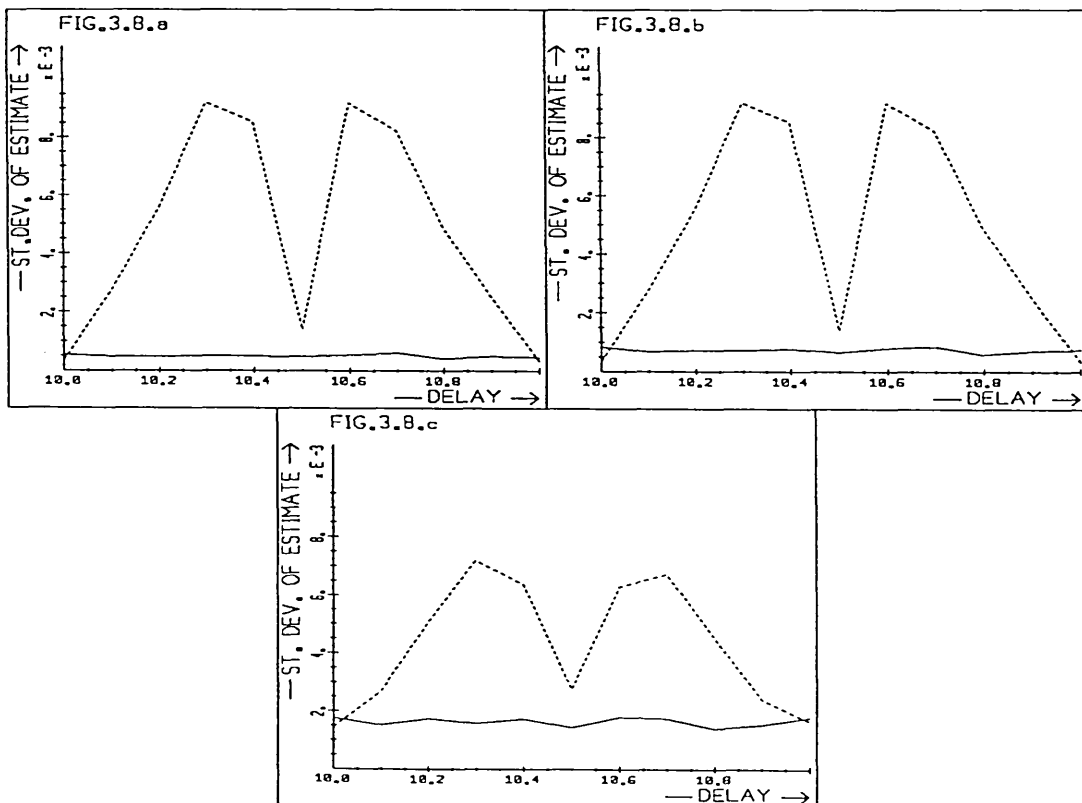 FIG.3.8.a
—ST.DEV. OF ESTIMATE →
×E-3
8.
6.
4.
2.
10.0 10.2 10.4 10.6 10.8
— DELAY →
FIG.3.8.b
—ST. DEV. OF ESTIMATE →
×E-3
8.
6.
4.
2.
10.0 10.2 10.4 10.6 10.8
— DELAY →
FIG.3.8.c
—ST. DEV. OF ESTIMATE →
×E-3
8.
6.
4.
2.
10.0 10.2 10.4 10.6 10.8
— DELAY →